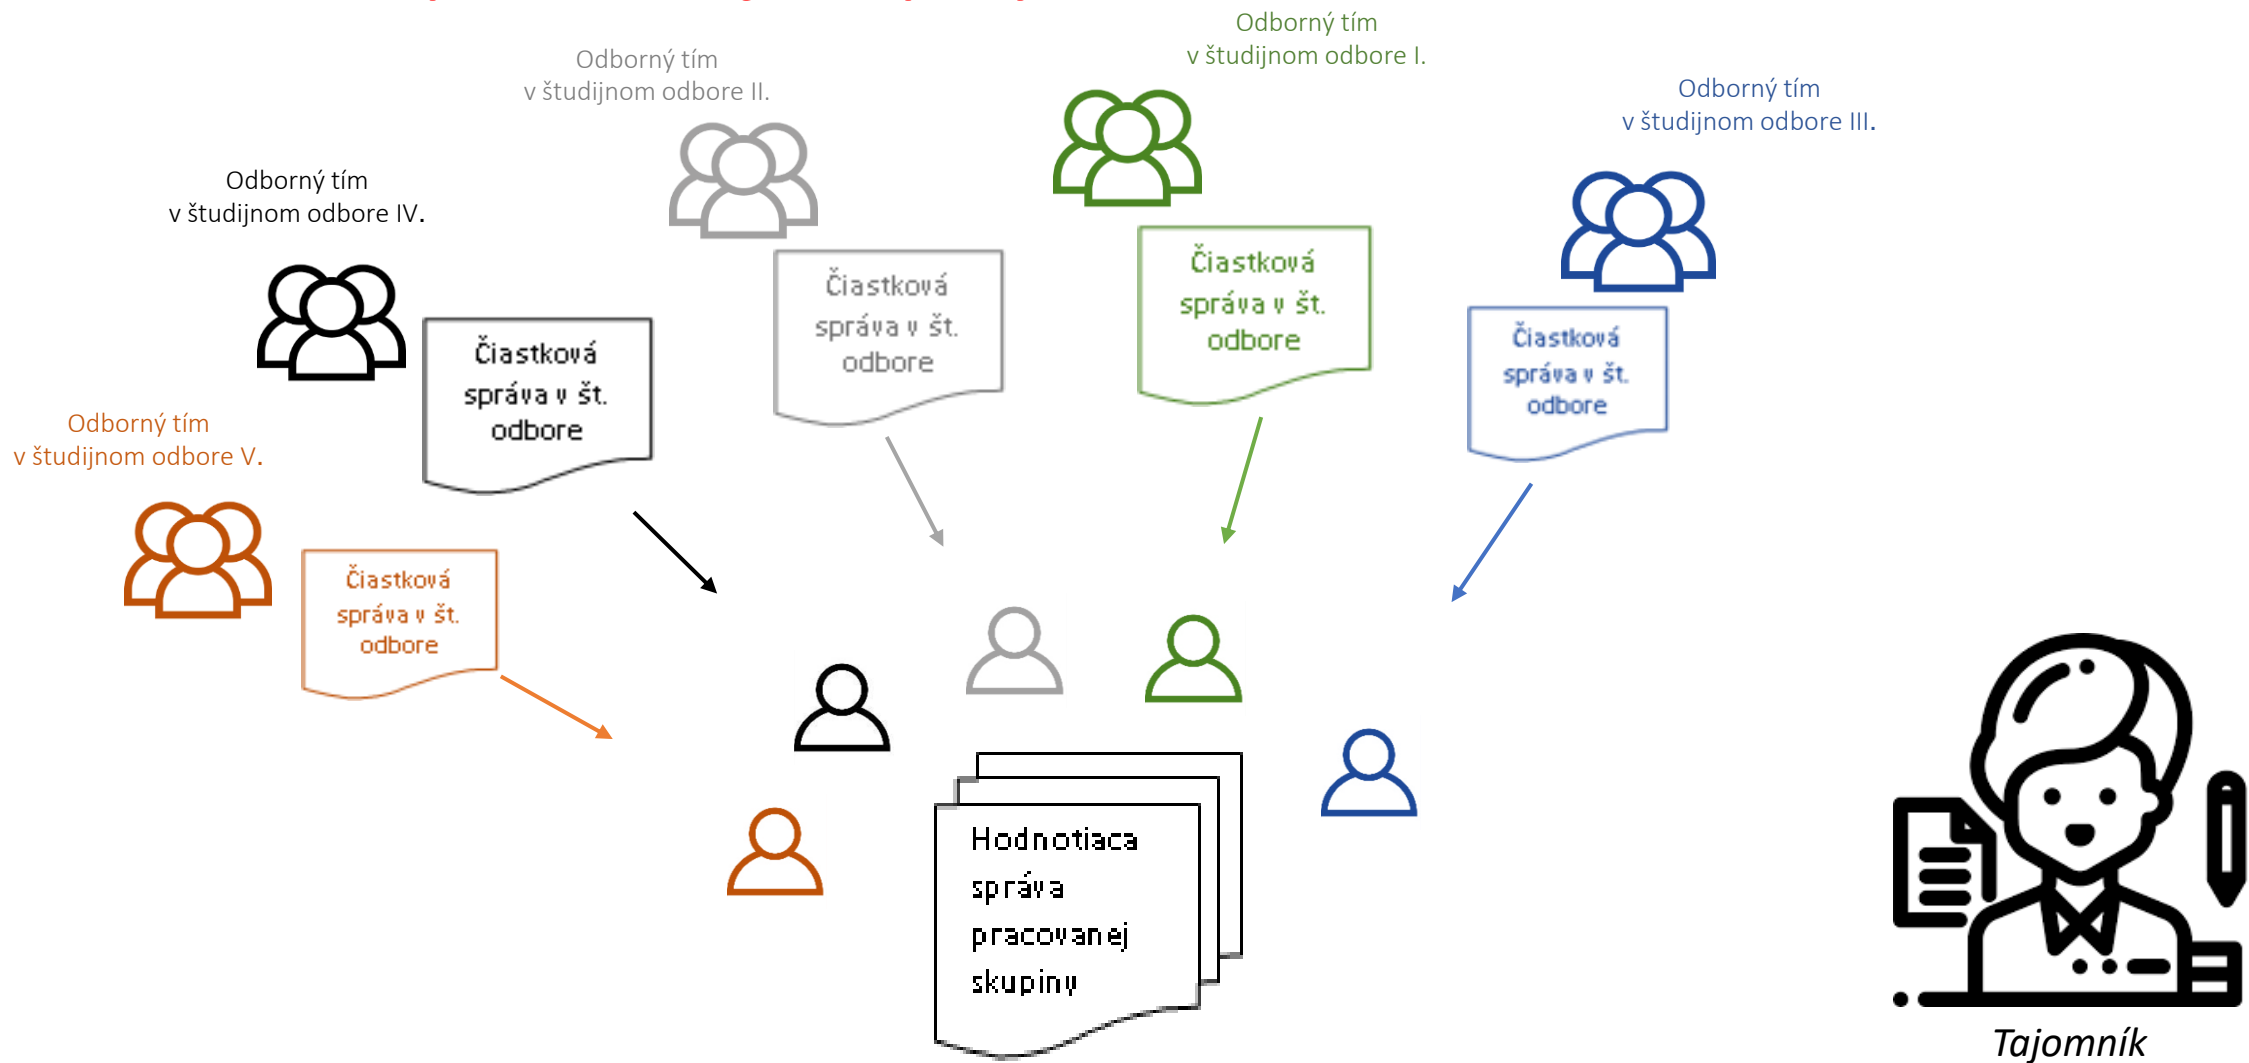 Odborný tím
v študijnom odbore I.
Odborný tím
v študijnom odbore II.
Odborný tím
v študijnom odbore III.
Odborný tím
v študijnom odbore IV.
Čiastková
správa v št.
odbore
Čiastková
správa v št.
odbore
Čiastková
správa v št.
odbore
Čiastková
správa v št.
odbore
Odborný tím
v študijnom odbore V.
Čiastková
správa v št.
odbore
Hodnotiaca
správa
pracovanej
skupiny
Tajomník